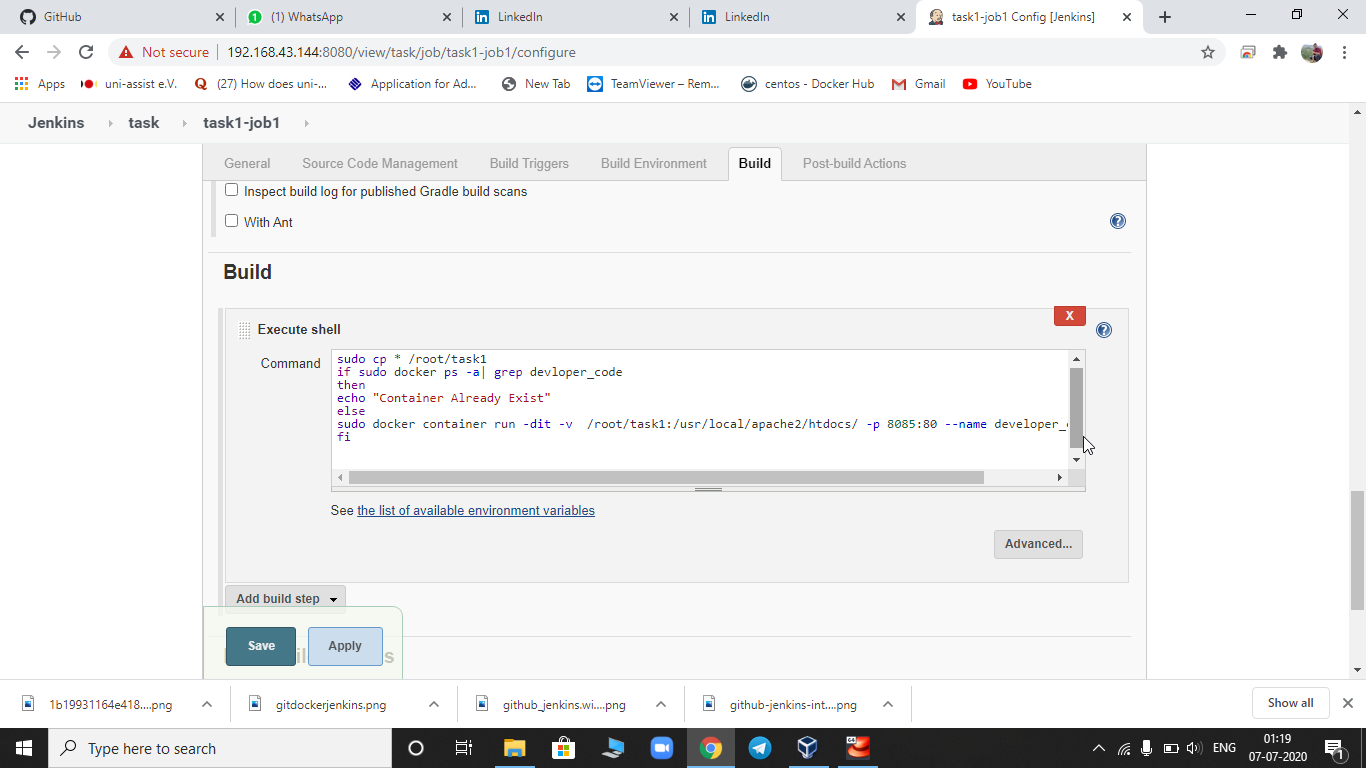 GitHub
(1) WhatsApp
LinkedIn
LinkedIn
task1-job1 Config [Jenkins]
Not secure
192.168.43.144:8080/view/task/job/task1-job1/configure
Apps
uni-assist e.V.
(27) How does uni-...
Application for Ad...
New Tab
TeamViewer – Rem...
centos - Docker Hub
Gmail
YouTube
Jenkins
task
task1-job1
General
Source Code Management
Build Triggers
Build Environment
Build
Post-build Actions
Inspect build log for published Gradle build scans
With Ant
Build
X
Execute shell
Command
sudo cp * /root/task1
if sudo docker ps -a| grep devloper_code
then
echo "Container Already Exist"
else
sudo docker container run -dit -v  /root/task1:/usr/local/apache2/htdocs/ -p 8085:80 --name developer_
fi
See the list of available environment variables
Advanced...
Add build step
Save
Apply
1b19931164e418....png
gitdockerjenkins.png
github_jenkins.wi....png
github-jenkins-int....png
Show all
Type here to search
64
ENG
01:19
07-07-2020
1